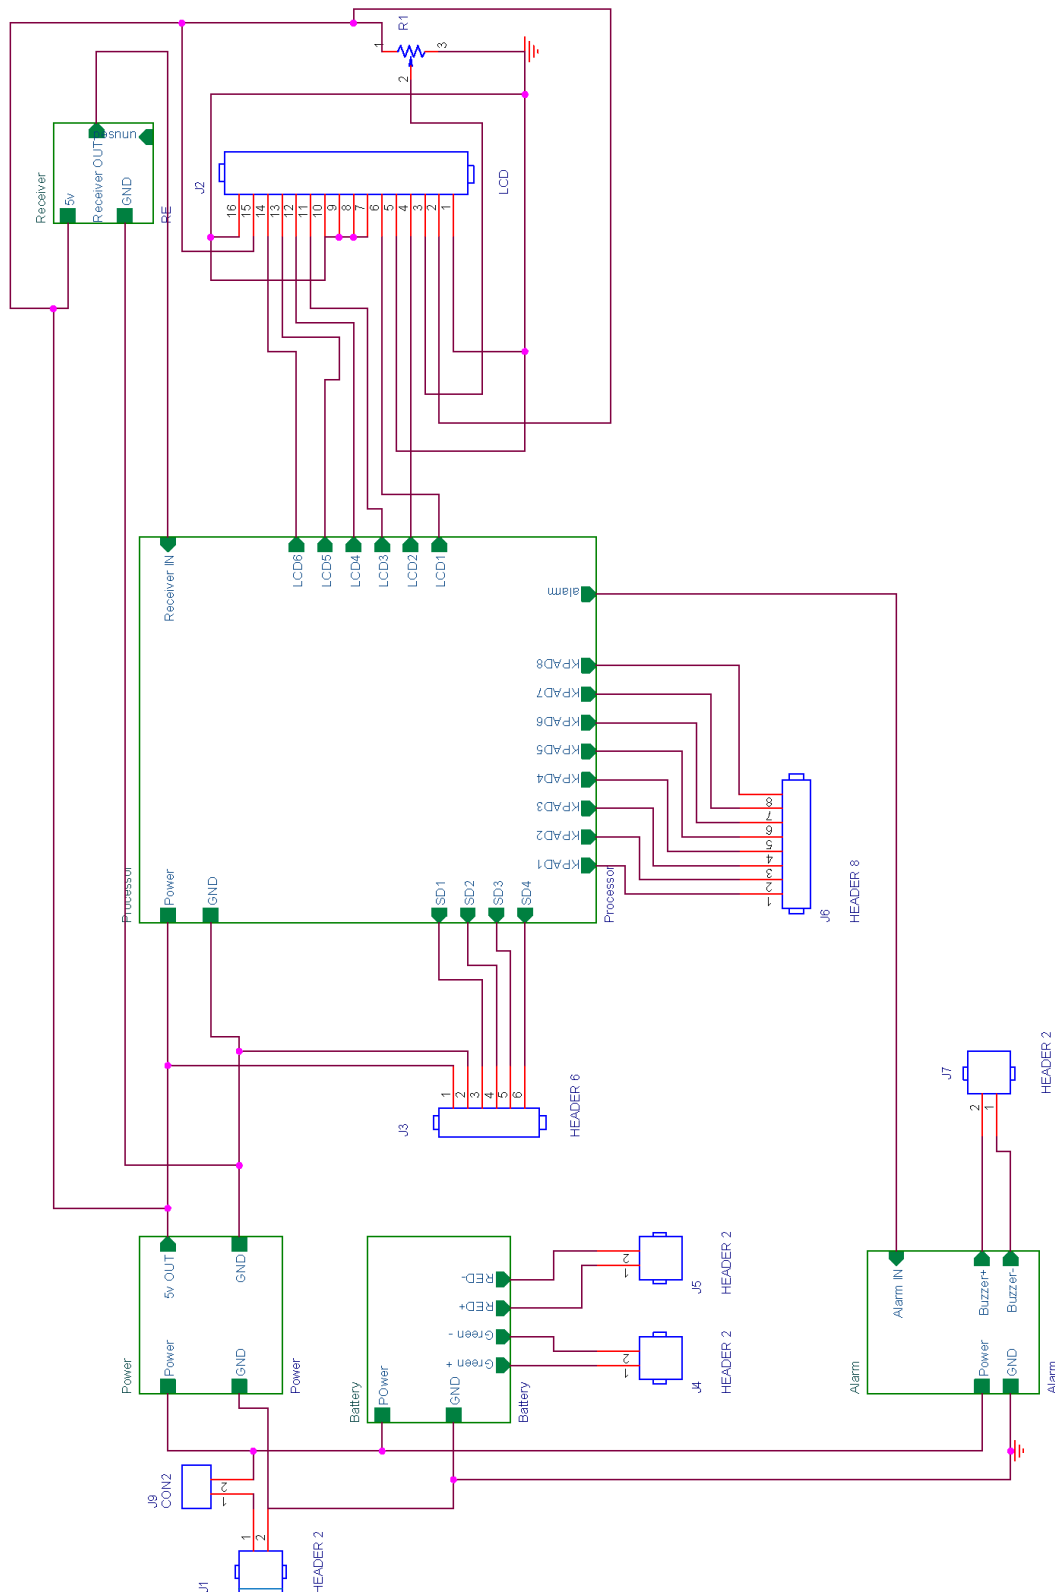 R1
1
3
2
Receiver
5v
Receiver OUT
GND
unused
RE
J2
LCD
16
15
14
13
12
11
10
9
8
7
6
5
4
3
2
1
Receiver IN
LCD6
LCD5
LCD4
LCD3
LCD2
LCD1
alarm
KPAD8
KPAD7
KPAD6
KPAD5
KPAD4
KPAD3
KPAD2
KPAD1
Processor
Power
GND
SD1
SD2
SD3
SD4
Processor
8
7
6
5
4
3
2
1
J6
HEADER 8
1
2
3
4
5
6
J3
HEADER 6
J7
HEADER 2
2
1
5v OUT
GND
Power
GND
Power
Power
RED-
RED+
Green -
Green +
Battery
POwer
GND
Battery
2
1
J5
HEADER 2
2
1
J4
HEADER 2
Alarm IN
Buzzer+
Buzzer-
Power
GND
Alarm
Alarm
J9
CON2
2
1
1
2
J1
HEADER 2